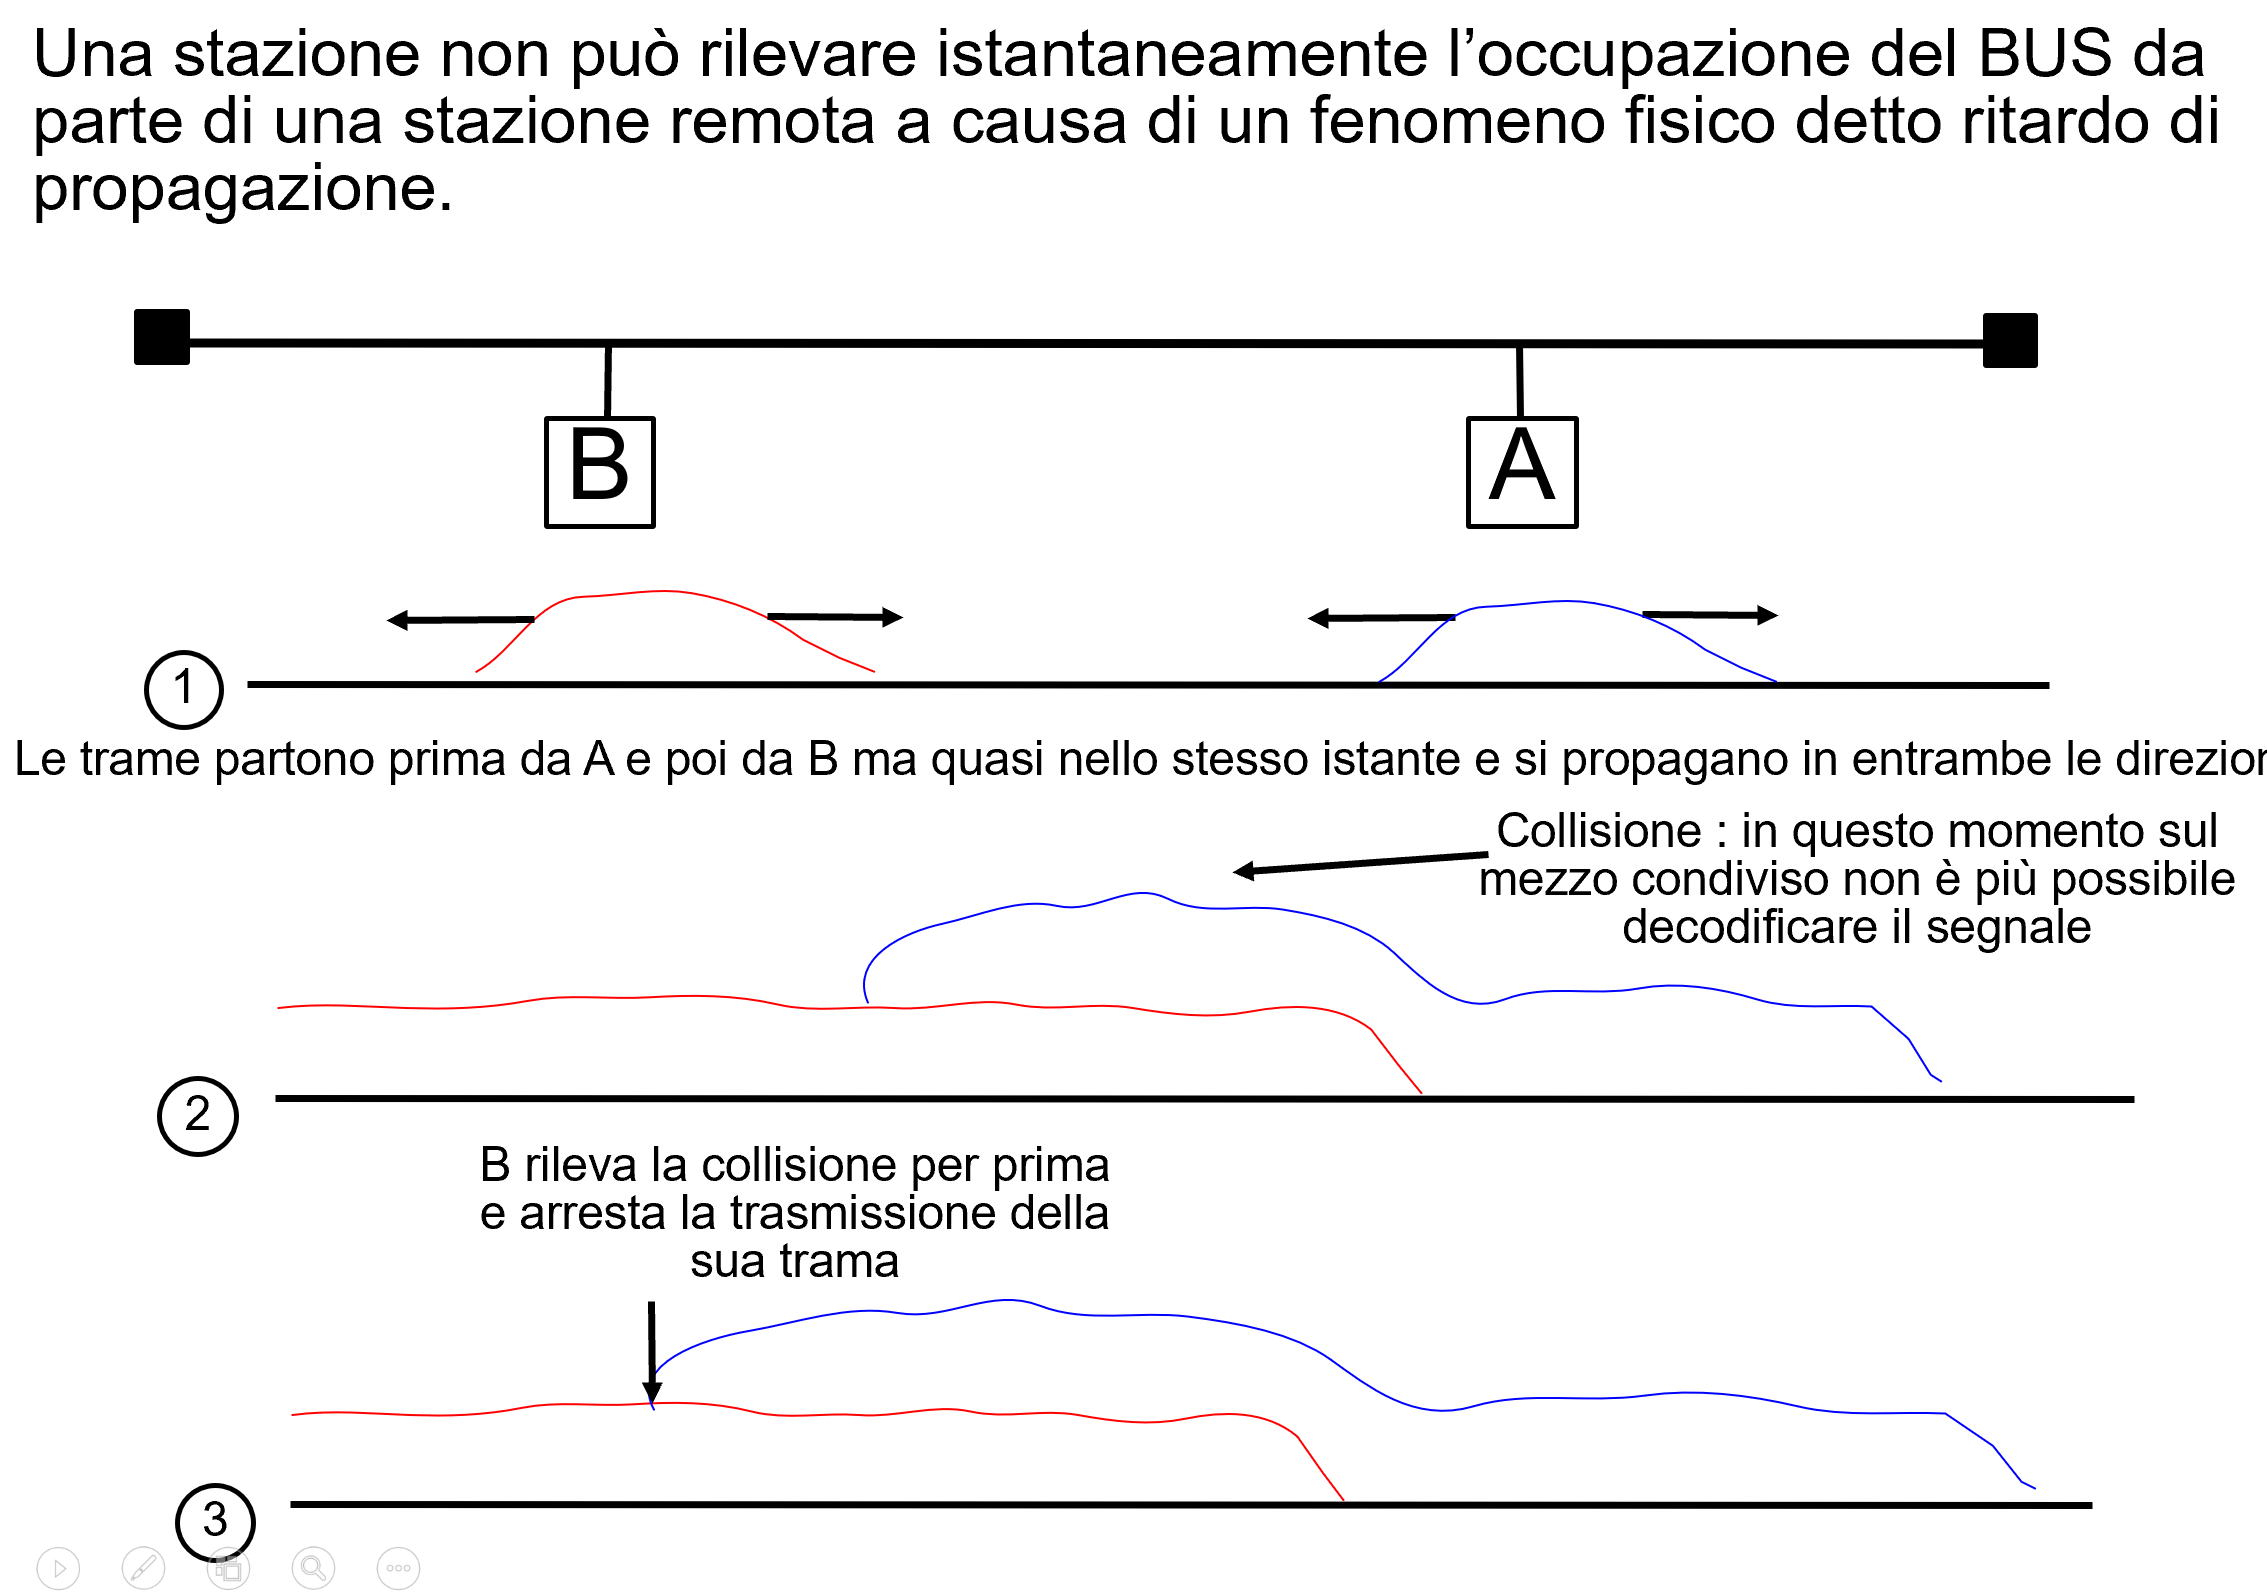 Una stazione non può rilevare istantaneamente l’occupazione del BUS da
parte di una stazione remota a causa di un fenomeno fisico detto ritardo di
propagazione.
B
A
1
Le trame partono prima da A e poi da B ma quasi nello stesso istante e si propagano in entrambe le direzion
Collisione : in questo momento sul
mezzo condiviso non è più possibile
decodificare il segnale
2
B rileva la collisione per prima
e arresta la trasmissione della
sua trama
3